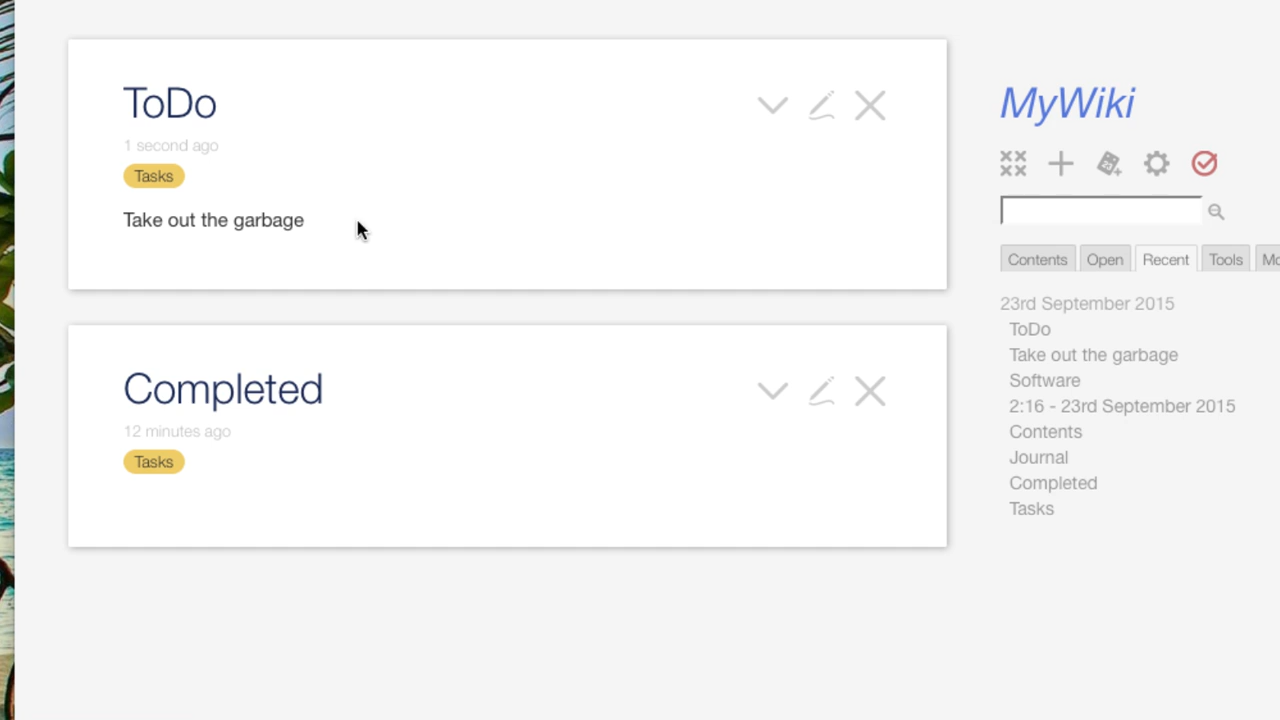 ToDo
1 second ago
Tasks
Take out the garbage
Completed
12 minutes ago
Tasks
MyWiki
Contents Open Recent Tools
23rd September 2015
ToDo
Take out the garbage
Software
2:16 - 23rd September 2015
Contents
Journal
Completed
Tasks